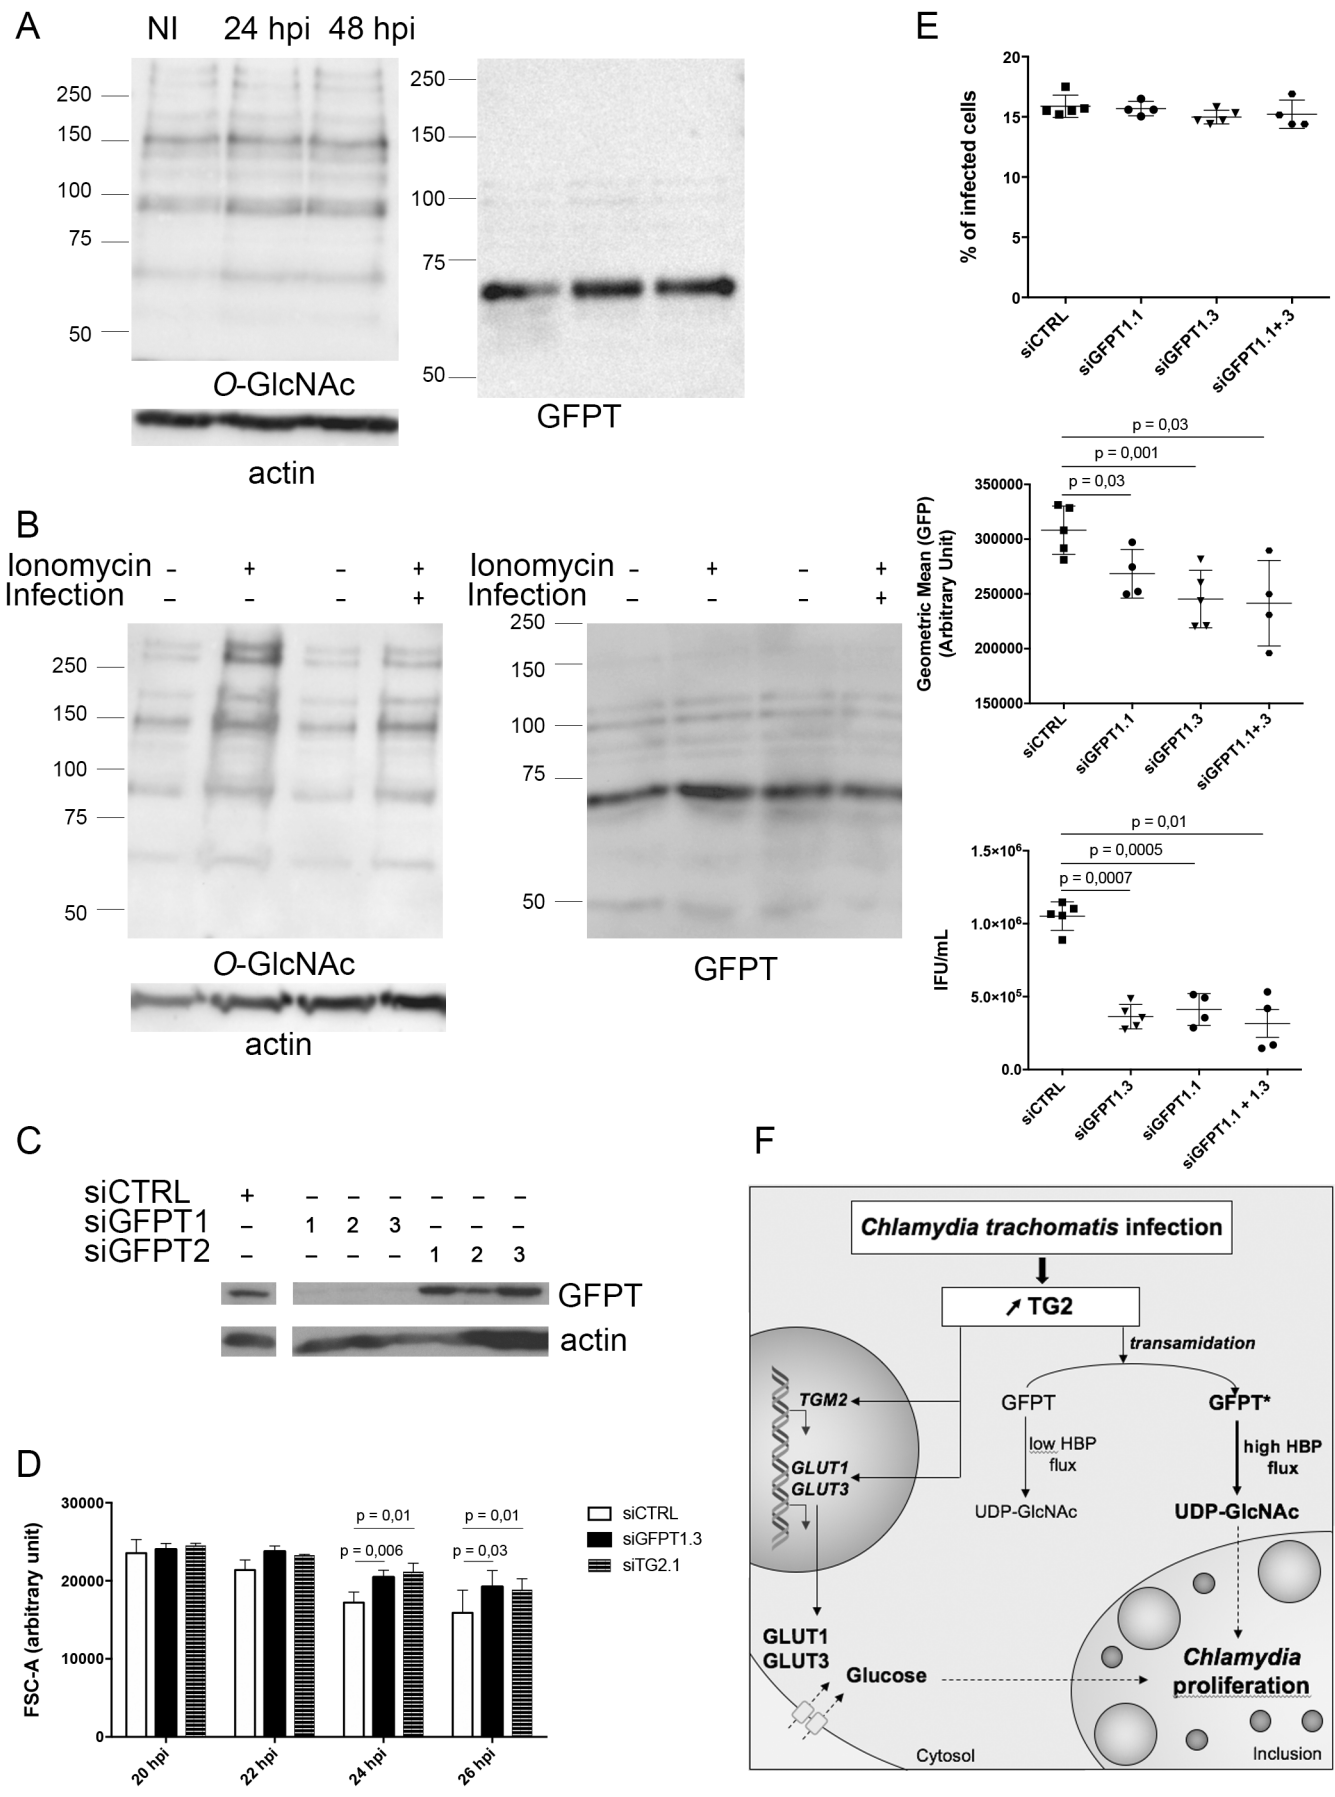 A
NI 24 hpi 48 hpi
250
150
100
75
50
O-GlcNAc
actin
250
150
100
75
50
GFPT
B
Ionomycin – + – +
Infection – – – +
250
150
100
75
50
O-GlcNAc
actin
Ionomycin – + – +
Infection – – – +
250
150
100
75
50
GFPT
C
siCTRL + – – – – – –
siGFPT1 – 1 2 3 – – –
siGFPT2 – – – – 1 2 3
GFPT
actin
D
FSC-A (arbitrary unit)
30000
20000
10000
0
p = 0,01
p = 0,006
p = 0,01
p = 0,03
20 hpi
22 hpi
24 hpi
26 hpi
siCTRL
siGFPT1.3
siTG2.1
E
% of infected cells
20
15
10
5
0
siCTRL
siGFPT1.1
siGFPT1.3
siGFPT1.1+.3
p = 0,03
p = 0,001
p = 0,03
Geometric Mean (GFP)
(Arbitrary Unit)
350000
300000
250000
200000
150000
siCTRL
siGFPT1.1
siGFPT1.3
siGFPT1.1+.3
p = 0,01
p = 0,0005
p = 0,0007
IFU/mL
1.5×10⁶
1.0×10⁶
5.0×10⁵
0.0
siCTRL
siGFPT1.3
siGFPT1.1
siGFPT1.1 + 1.3
F
Chlamydia trachomatis infection
➚ TG2
transamidation
TGM2
GFPT
GFPT*
low HBP
flux
high HBP
flux
GLUT1
GLUT3
UDP-GlcNAc
UDP-GlcNAc
GLUT1
GLUT3
Glucose
Chlamydia
proliferation
Cytosol
Inclusion